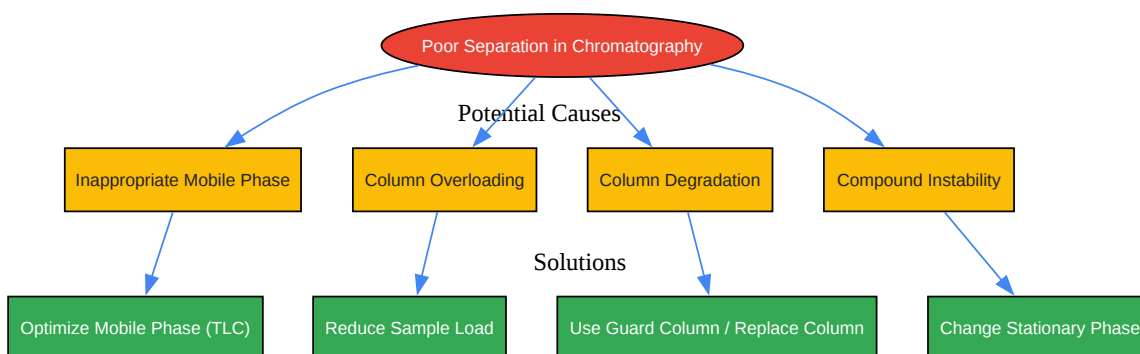 Poor Separation in Chromatography
Potential Causes
Inappropriate Mobile Phase
Column Overloading
Column Degradation
Compound Instability
Solutions
Optimize Mobile Phase (TLC)
Reduce Sample Load
Use Guard Column / Replace Column
Change Stationary Phase